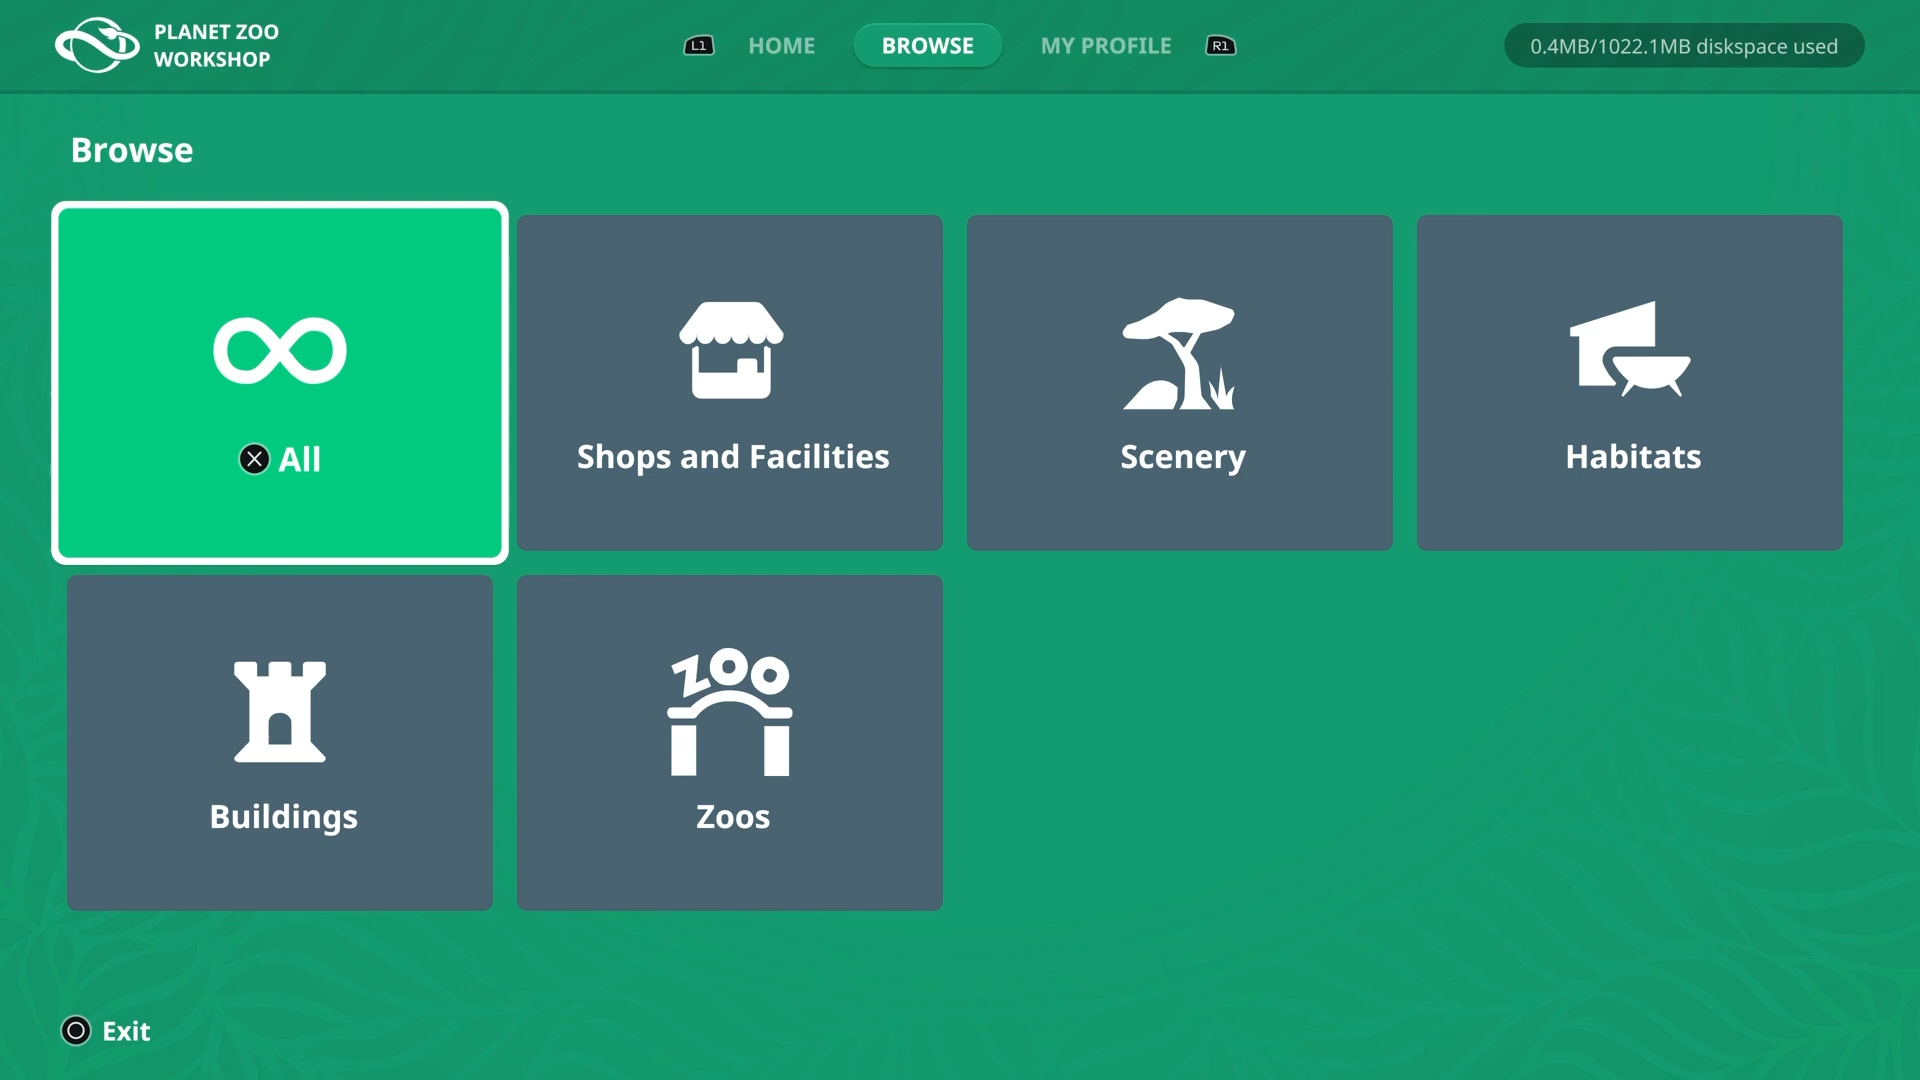 PLANET ZOO
WORKSHOP
L1
HOME
BROWSE
MY PROFILE
R1
0.4MB/1022.1MB diskspace used
Browse
All
Shops and Facilities
Scenery
Habitats
Buildings
ZOO
Zoos
Exit